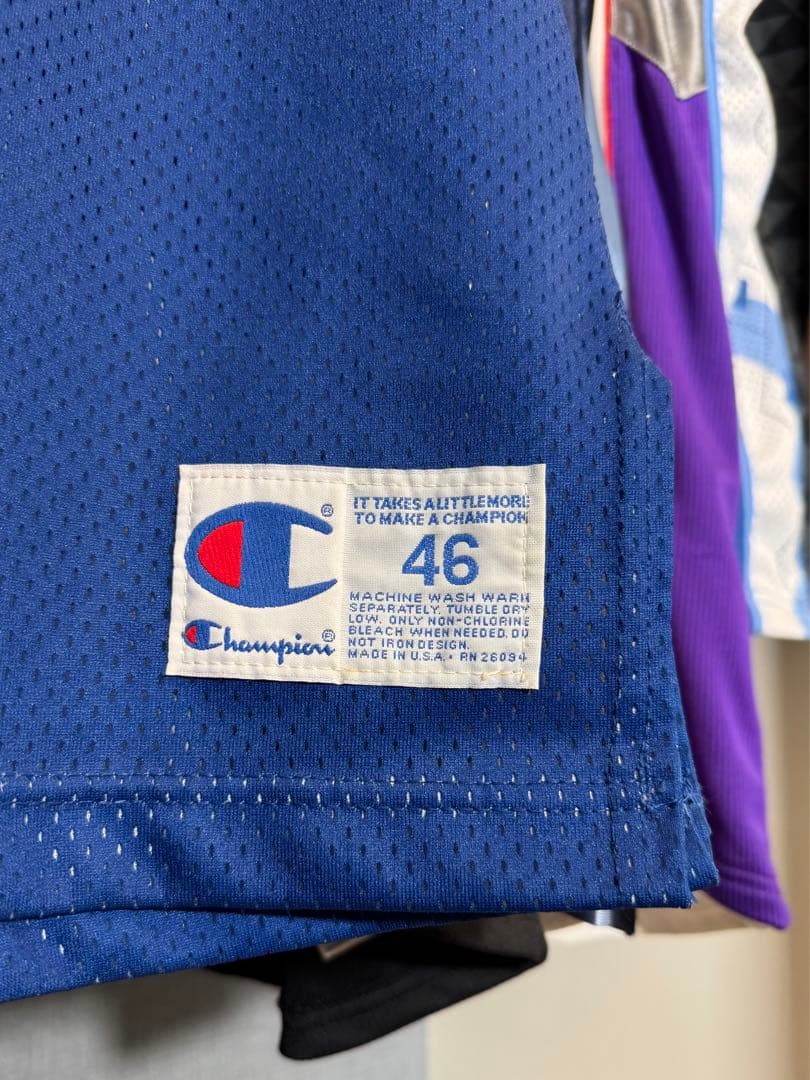 ®
Champion®
IT TAKES A LITTLE MORE
TO MAKE A CHAMPION
46
MACHINE WASH WARM
SEPARATELY. TUMBLE DRY
LOW. ONLY NON-CHLORINE
BLEACH WHEN NEEDED. DO
NOT IRON DESIGN.
MADE IN U.S.A. • RN 26094